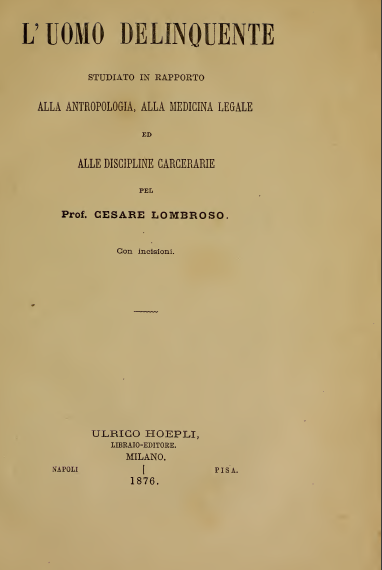 L'UOMO DELINQUENTE
STUDIATO IN RAPPORTO
ALLA ANTROPOLOGIA, ALLA MEDICINA LEGALE
ED
ALLE DISCIPLINE CARCERARIE
PEL
Prof. CESARE LOMBROSO.
Con incisioni.
ULRICO HOEPLI,
LIBRAIO-EDITORE.
MILANO.
NAPOLI | PISA.
1876.